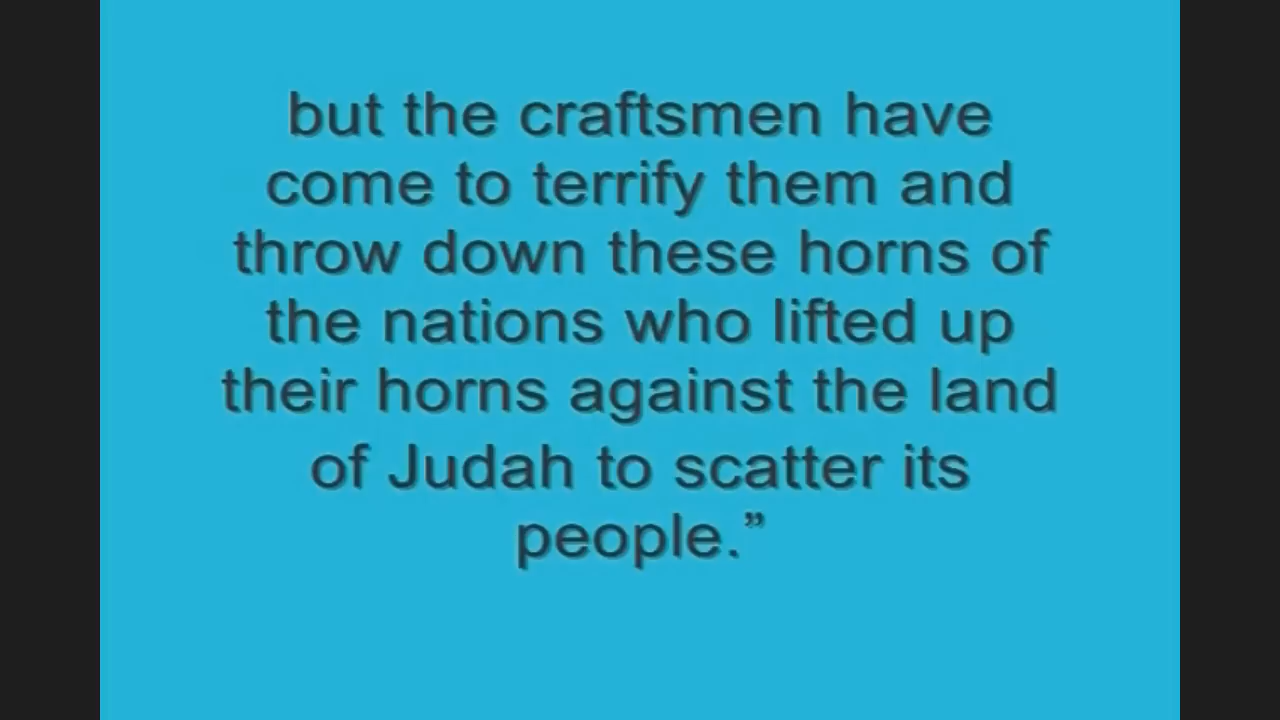 but the craftsmen have
come to terrify them and
throw down these horns of
the nations who lifted up
their horns against the land
of Judah to scatter its
people.”